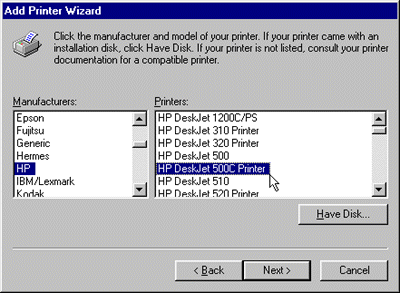 Add Printer Wizard
Click the manufacturer and model of your printer. If your printer came with an
installation disk, click Have Disk. If your printer is not listed, consult your printer
documentation for a compatible printer.
Manufacturers:
Epson
Fujitsu
Generic
Hermes
HP
IBM/Lexmark
Kodak
Printers:
HP DeskJet 1200C/PS
HP DeskJet 310 Printer
HP DeskJet 320 Printer
HP DeskJet 500
HP DeskJet 500C Printer
HP DeskJet 510
HP DeskJet 520 Printer
Have Disk...
< Back
Next >
Cancel